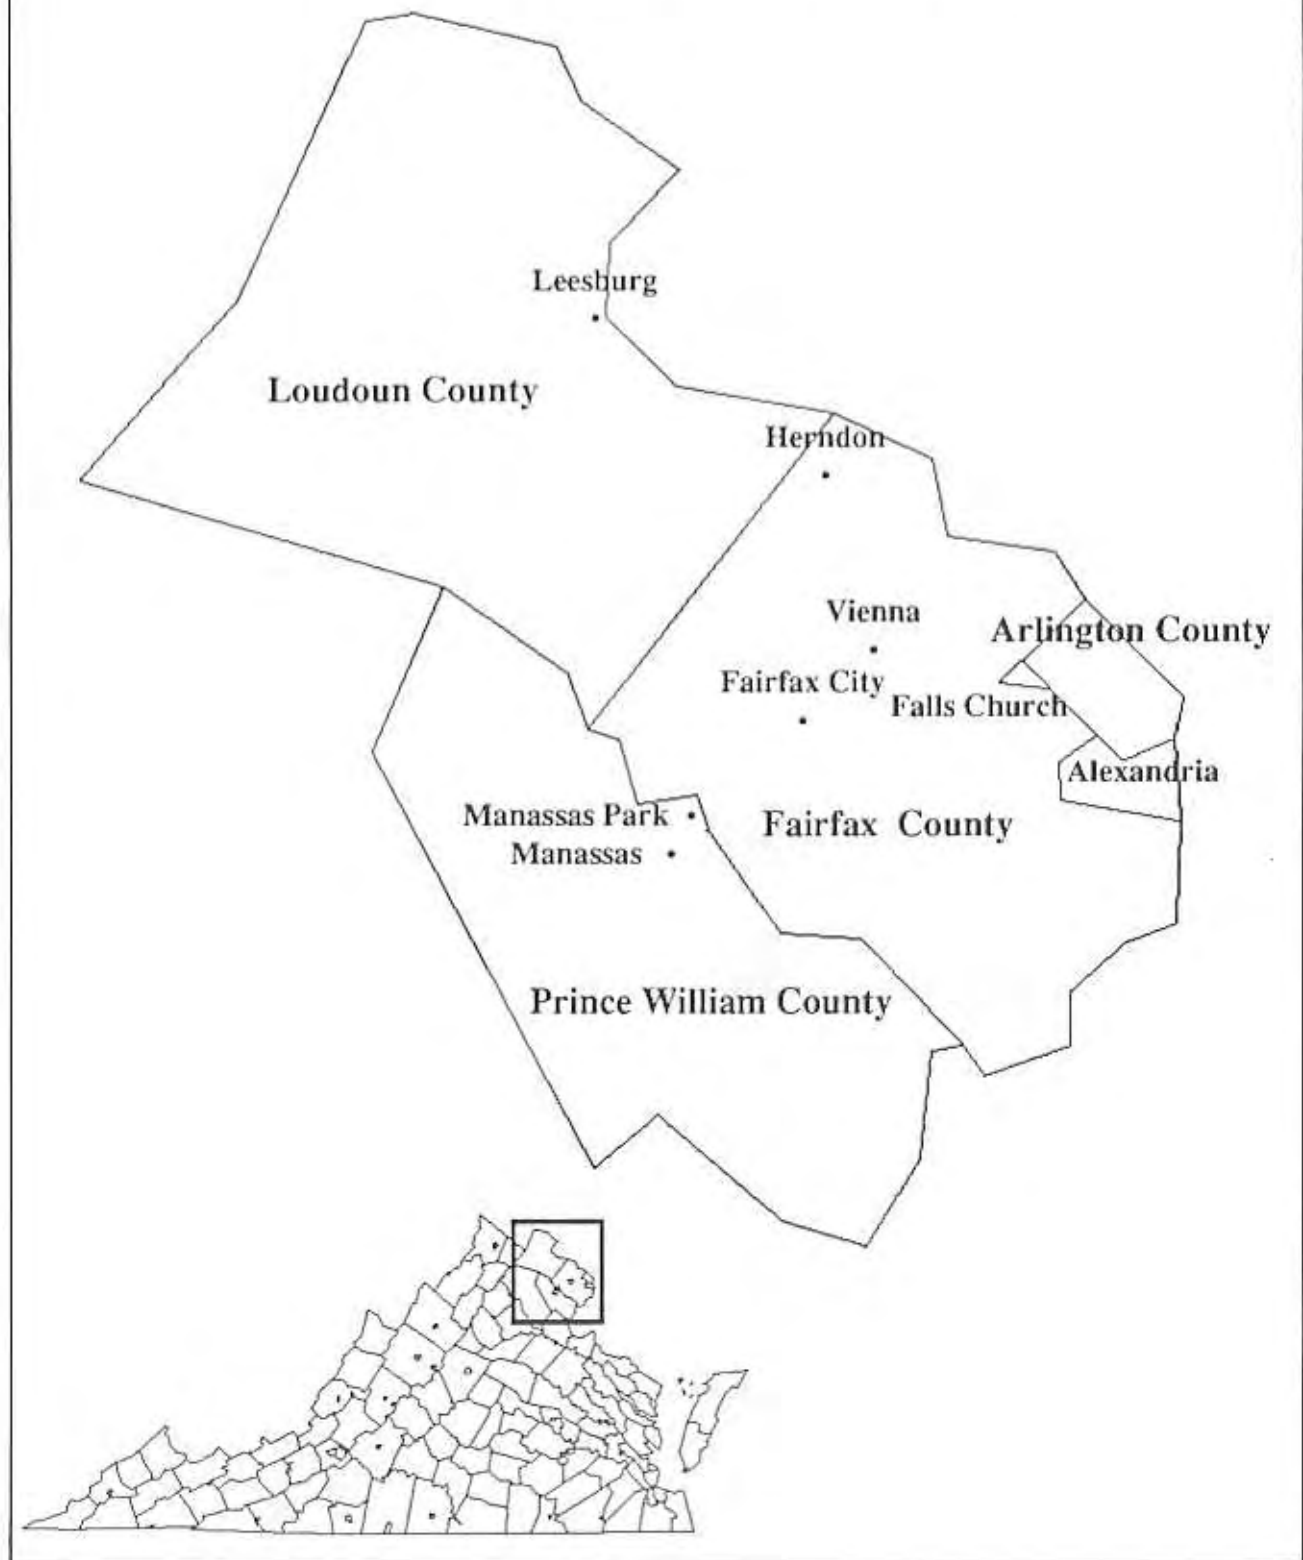 Leesburg
Loudoun County
Herndon
Vienna
Arlington County
Fairfax City
Falls Church
Alexandria
Manassas Park
Fairfax County
Manassas
Prince William County